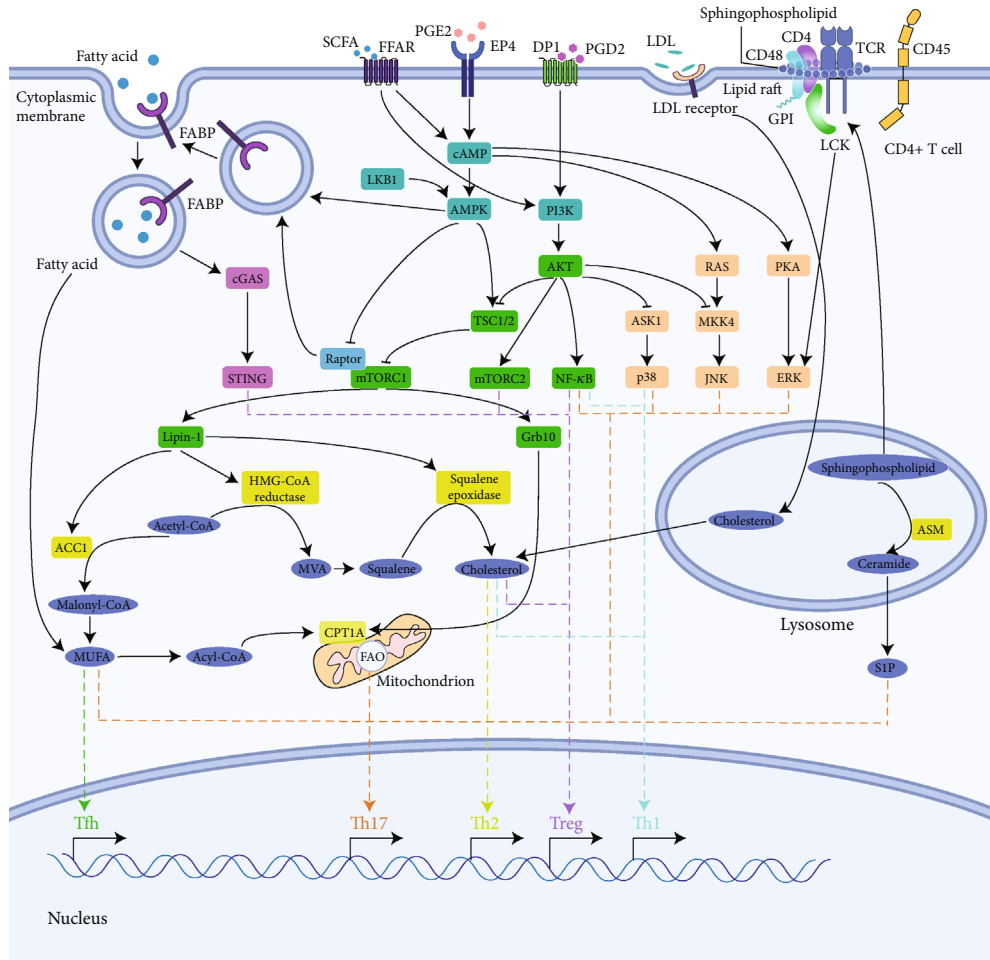 Sphingophospholipid
PGE2
SCFA
FFAR
EP4
DP1
PGD2
LDL
CD4
CD48
TCR
CD45
Fatty acid
Cytoplasmic
membrane
FABP
Lipid raft
GPI
LDL receptor
LCK
CD4+ T cell
cAMP
LKB1
FABP
AMPK
PI3K
Fatty acid
cGAS
AKT
RAS
PKA
TSC1/2
ASK1
MKK4
Raptor
STING
mTORC1
mTORC2
NF-κB
p38
JNK
ERK
Lipin-1
Grb10
HMG-CoA
reductase
Squalene
epoxidase
Sphingophospholipid
Acetyl-CoA
Cholesterol
ASM
ACC1
MVA
Squalene
Cholesterol
Ceramide
Malonyl-CoA
Lysosome
CPT1A
MUFA
Acyl-CoA
FAO
S1P
Mitochondrion
Tfh
Th17
Th2
Treg
Th1
Nucleus